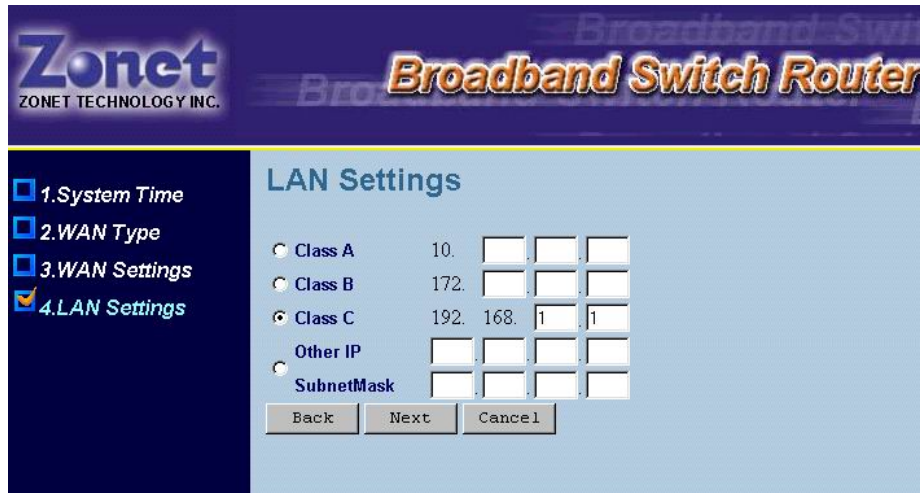 Zonet
ZONET TECHNOLOGY INC.
Broadband Switch Router
1.System Time
2.WAN Type
3.WAN Settings
4.LAN Settings
LAN Settings
Class A 10. . .
Class B 172. . .
Class C 192. 168. 1 . 1
Other IP . . .
SubnetMask . . .
Back Next Cancel